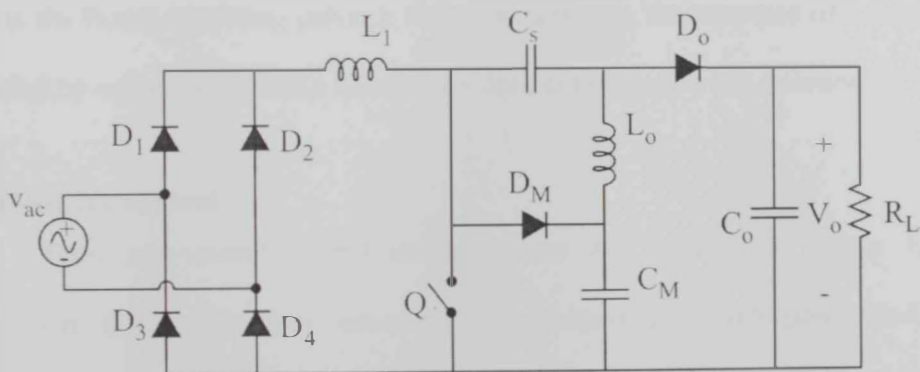 L1
Cs
Do
D1
D2
Lo
DM
vac
+
-
+
Co
Vo
RL
Q
CM
-
D3
D4